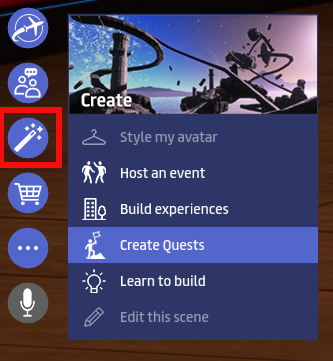 Create
Style my avatar
Host an event
Build experiences
Create Quests
Learn to build
Edit this scene